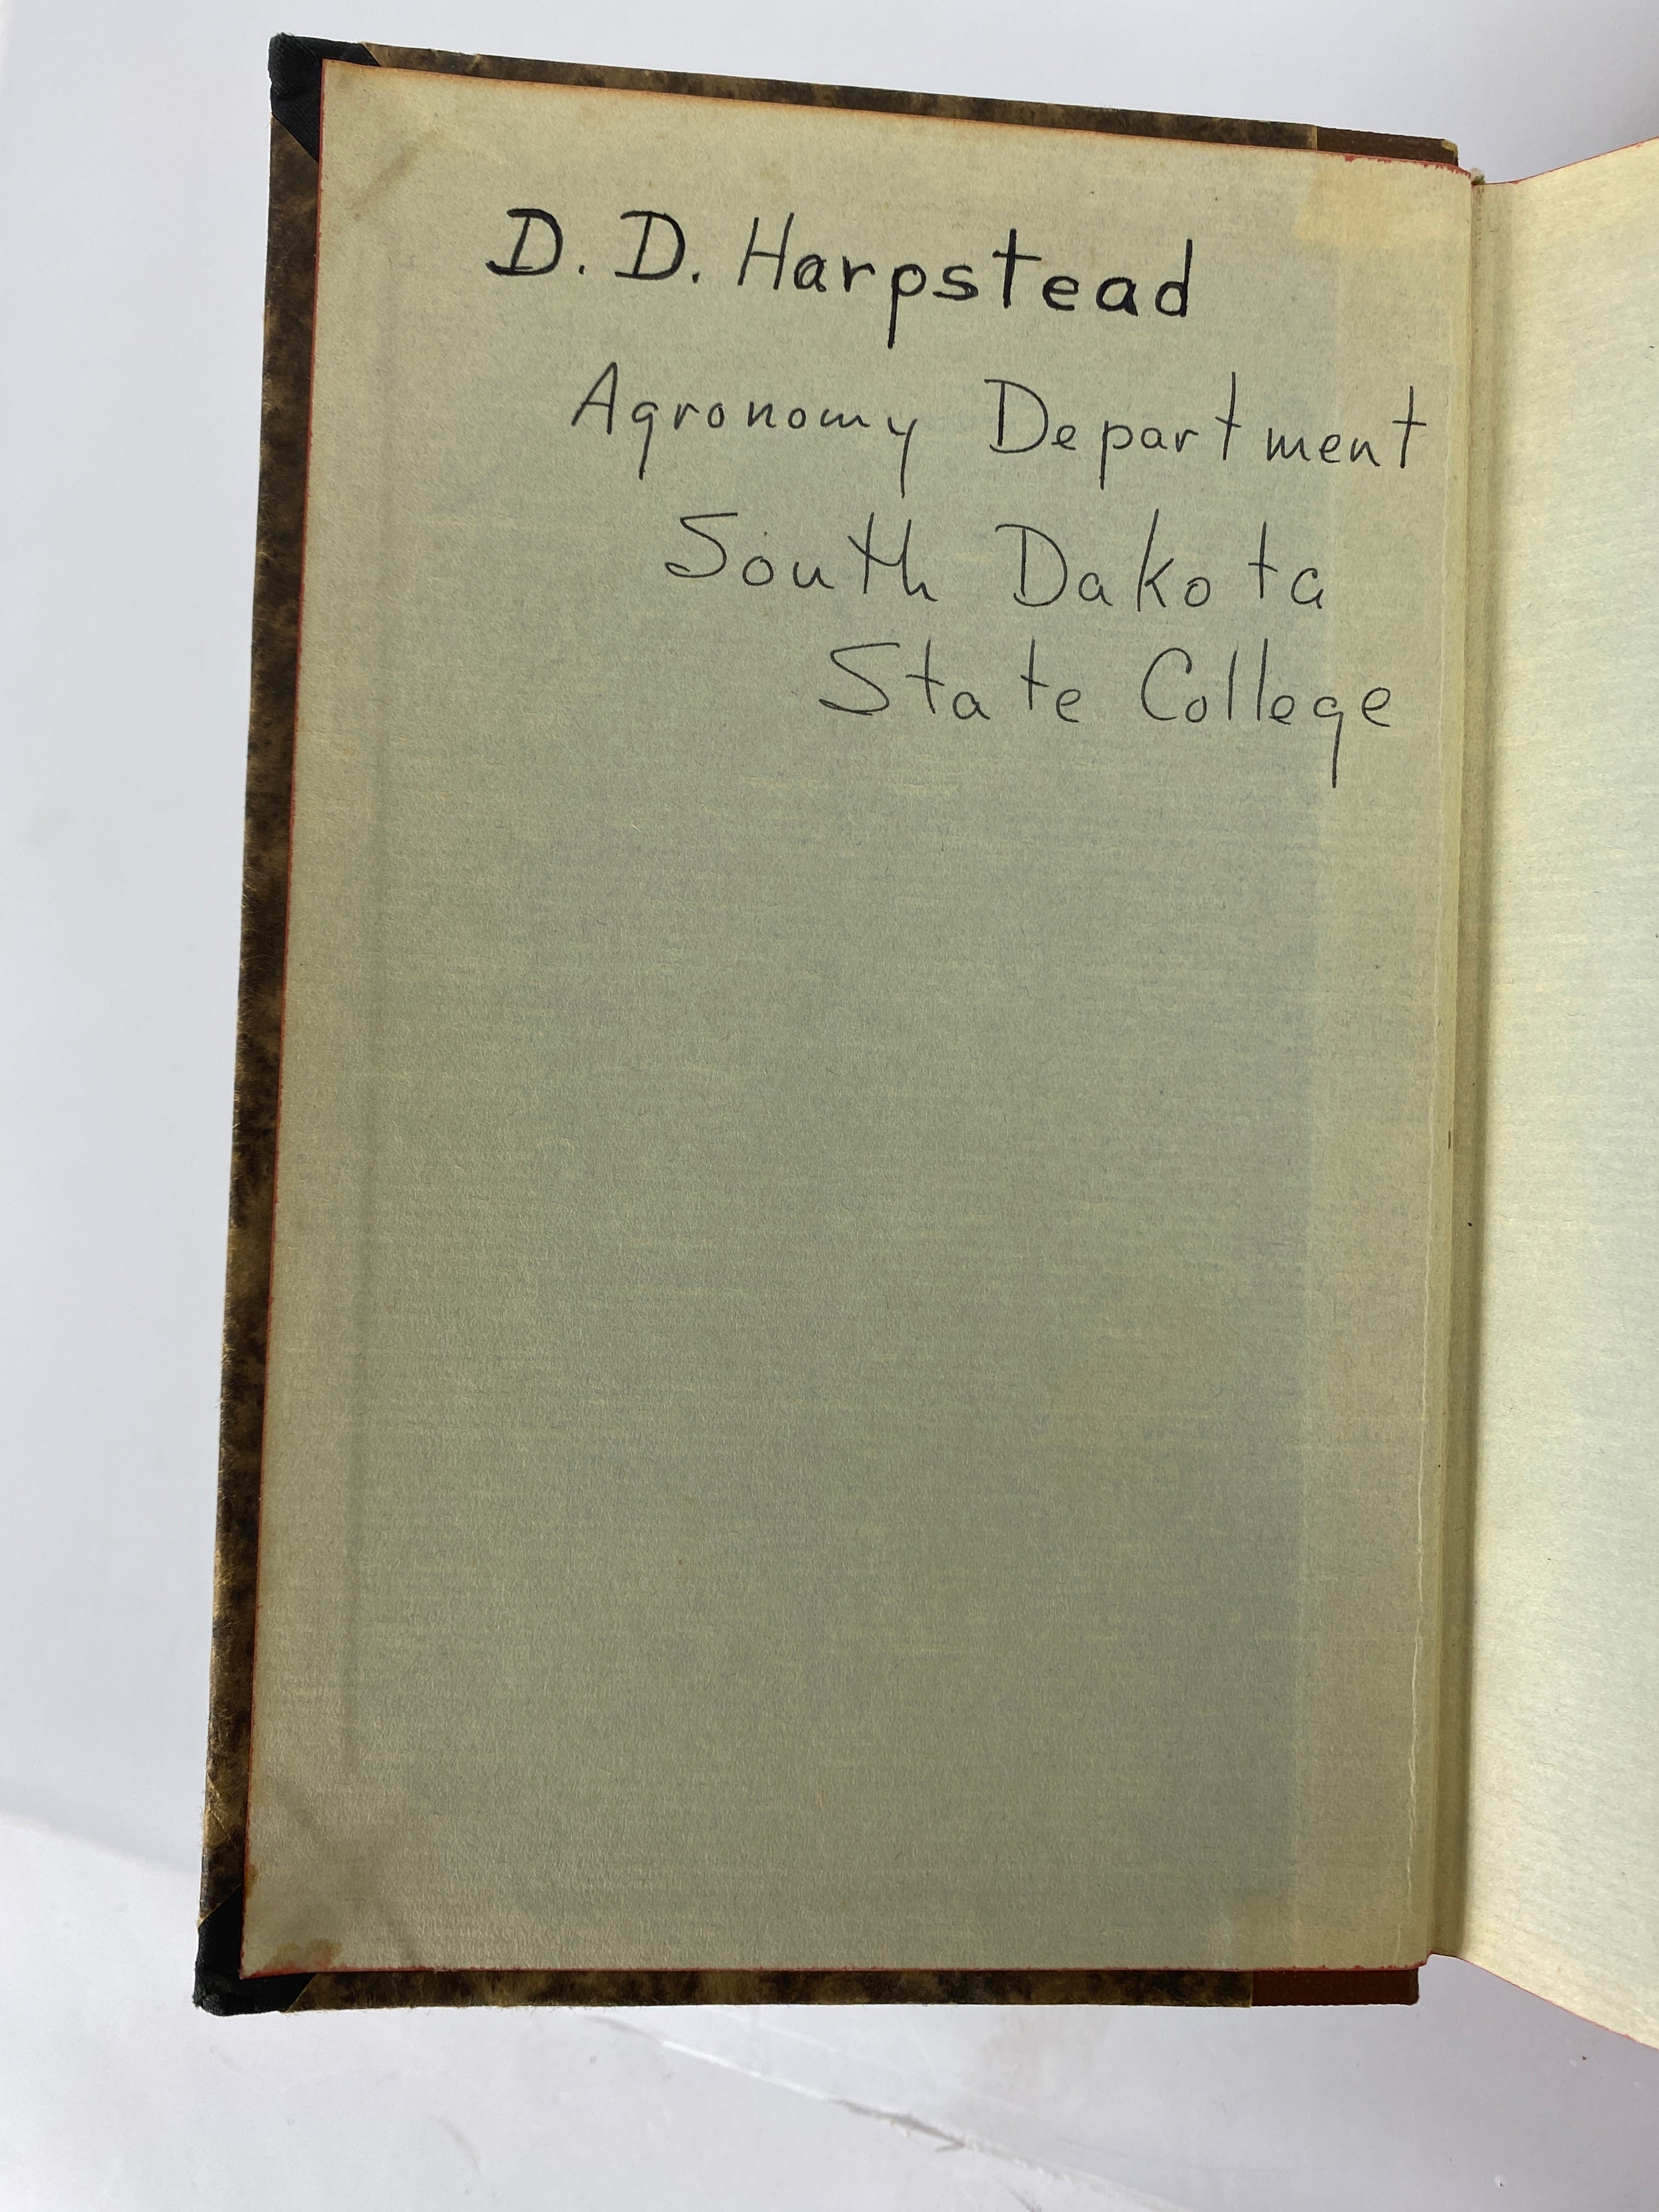 D. D. Harpstead
Agronomy Department
South Dakota
State College